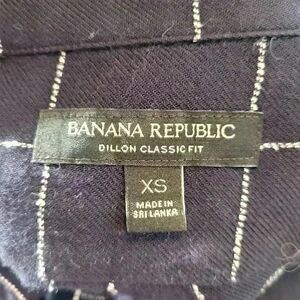 BANANA REPUBLIC
DILLON CLASSIC FIT
XS
MADE IN
SRI LANKA